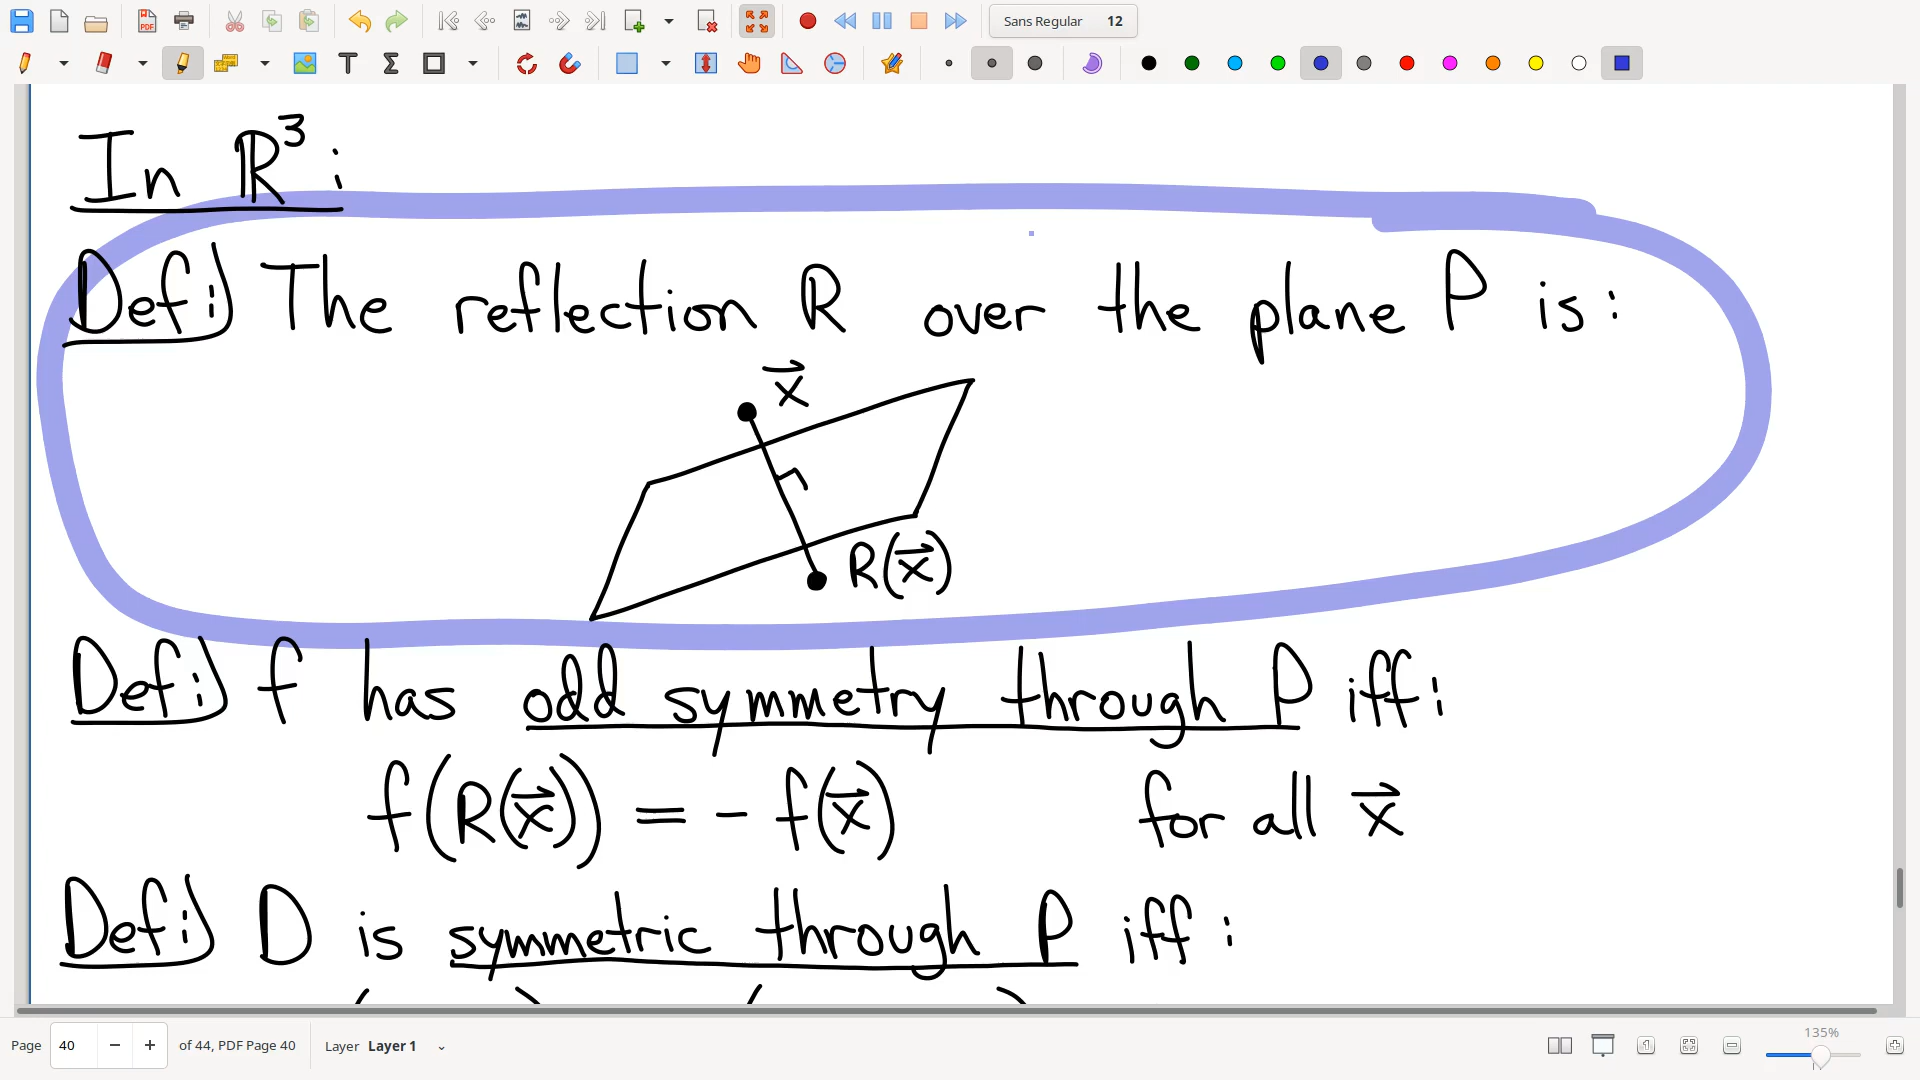 Sans Regular 12
In ℝ³:
Def:) The reflection R over the plane P is:
x⃗
R(x⃗)
Def:) f has odd symmetry through P iff:
f(R(x⃗)) = - f(x⃗) for all x⃗
Def:) D is symmetric through P iff:
Page 40 of 44, PDF Page 40 Layer Layer 1 135%